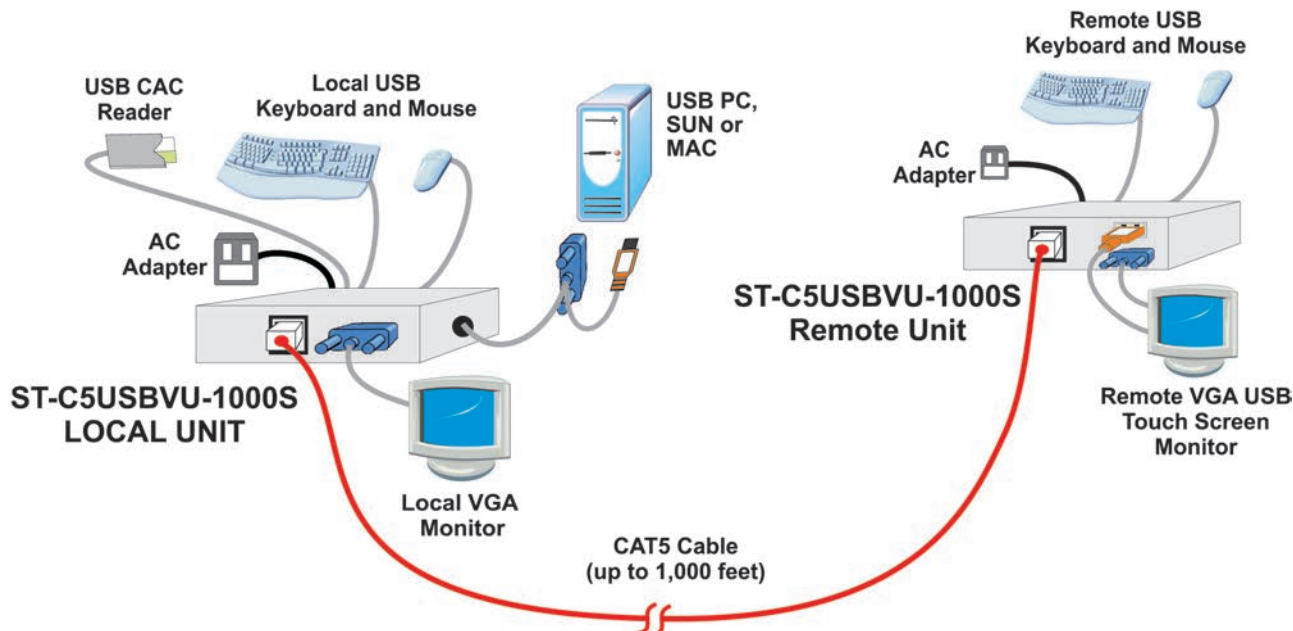 Remote USB
Keyboard and Mouse
USB CAC
Reader
Local USB
Keyboard and Mouse
USB PC,
SUN or
MAC
AC
Adapter
AC
Adapter
ST-C5USBVU-1000S
Remote Unit
ST-C5USBVU-1000S
LOCAL UNIT
Remote VGA USB
Touch Screen
Monitor
Local VGA
Monitor
CAT5 Cable
(up to 1,000 feet)